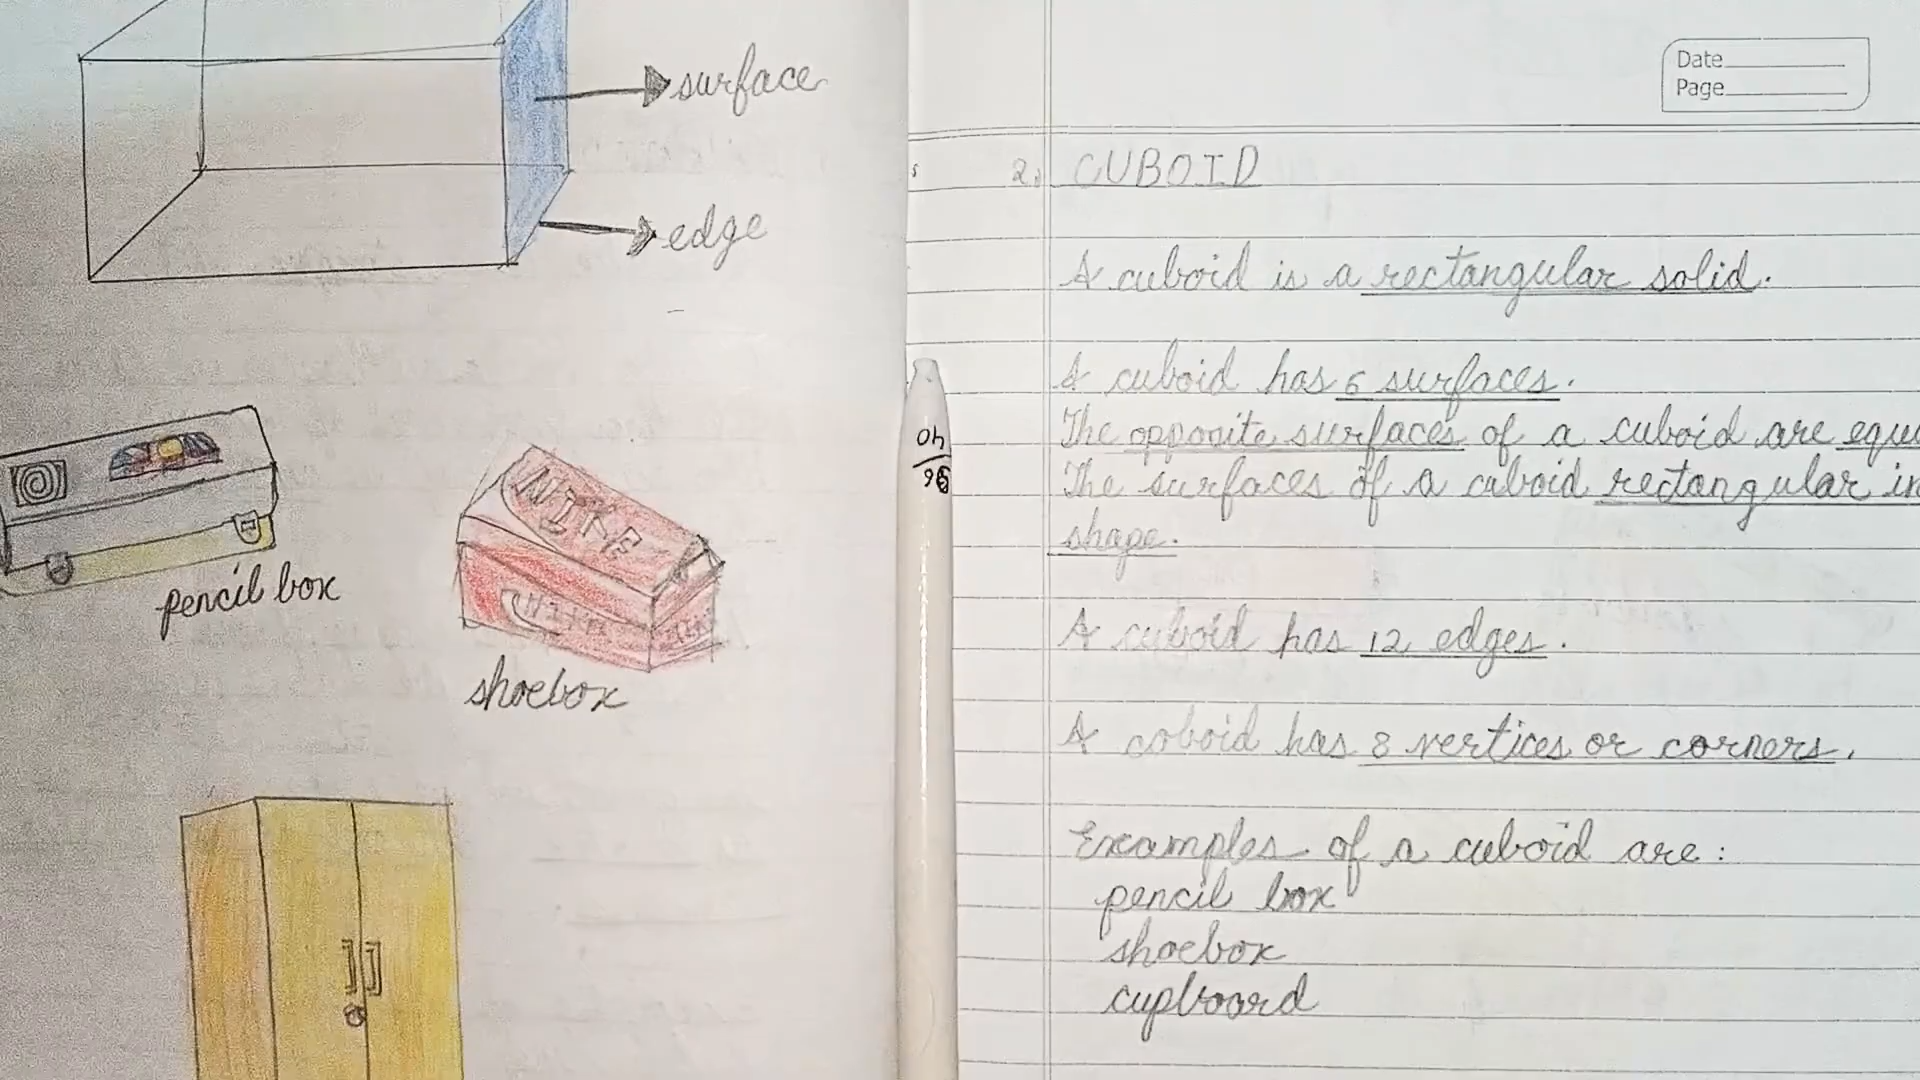 surface
edge
pencil box
NIKE
shoebox
Date
Page
2. CUBOID
A cuboid is a rectangular solid.
A cuboid has 6 surfaces.
The opposite surfaces of a cuboid are
The surfaces of a cuboid rectangular in
shape.
A cuboid has 12 edges.
A coboid has 8 vertices or corners.
Examples of a cuboid are:
pencil box
shoebox
cupboard